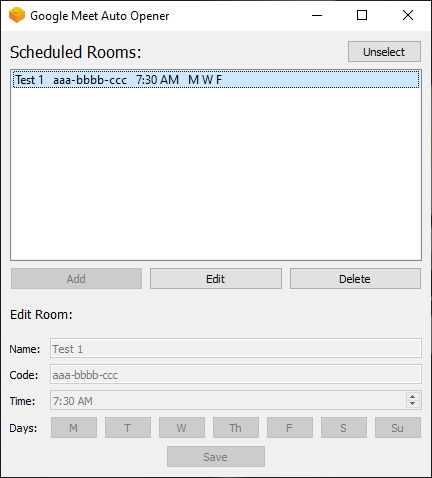 Google Meet Auto Opener
Scheduled Rooms: Unselect
Test 1 aaa-bbbb-ccc 7:30 AM M W F
Add Edit Delete
Edit Room:
Name: Test 1
Code: aaa-bbbb-ccc
Time: 7:30 AM
Days: M T W Th F S Su
Save